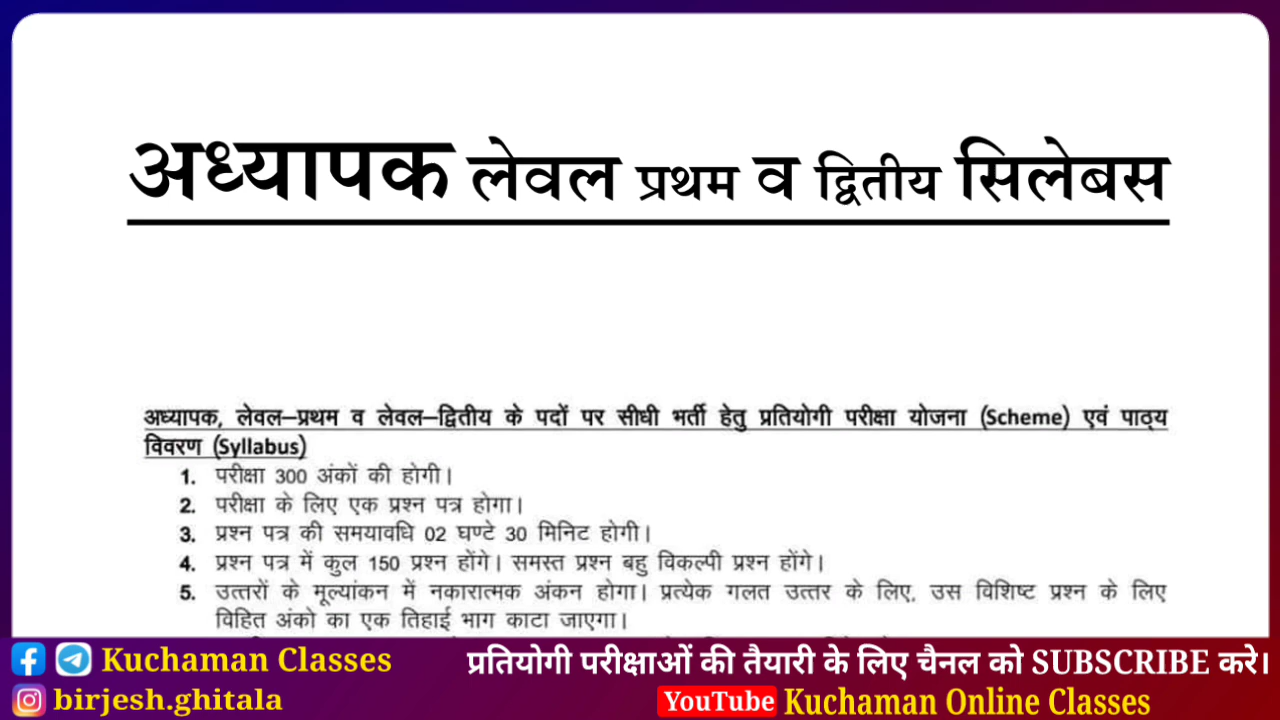 अध्यापक लेवल प्रथम व द्वितीय सिलेबस
अध्यापक, लेवल–प्रथम व लेवल–द्वितीय के पदों पर सीधी भर्ती हेतु प्रतियोगी परीक्षा योजना (Scheme) एवं पाठ्य
विवरण (Syllabus)
1. परीक्षा 300 अंकों की होगी।
2. परीक्षा के लिए एक प्रश्न पत्र होगा।
3. प्रश्न पत्र की समयावधि 02 घण्टे 30 मिनिट होगी।
4. प्रश्न पत्र में कुल 150 प्रश्न होंगे। समस्त प्रश्न बहु विकल्पी प्रश्न होंगे।
5. उत्तरों के मूल्यांकन में नकारात्मक अंकन होगा। प्रत्येक गलत उत्तर के लिए, उस विशिष्ट प्रश्न के लिए
विहित अंको का एक तिहाई भाग काटा जाएगा।
Kuchaman Classes
प्रतियोगी परीक्षाओं की तैयारी के लिए चैनल को SUBSCRIBE करे।
birjesh.ghitala
YouTube Kuchaman Online Classes